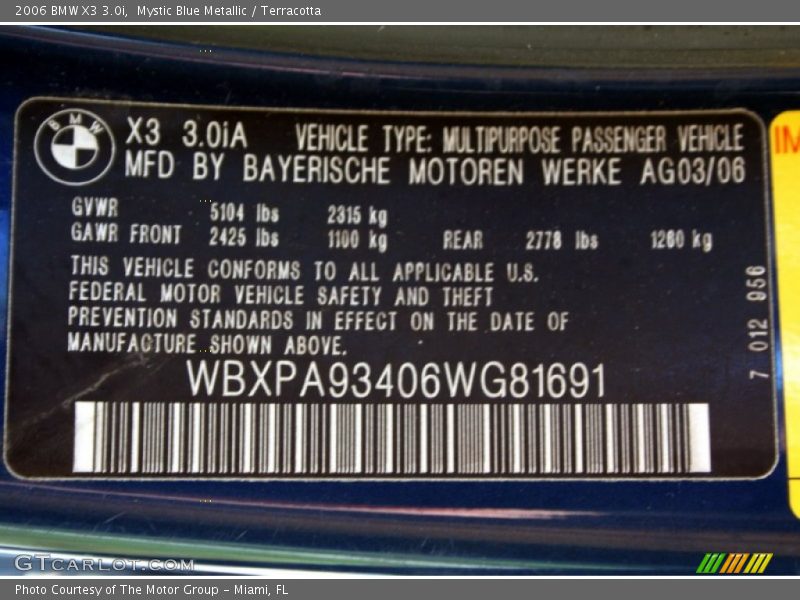 2006 BMW X3 3.0i, Mystic Blue Metallic / Terracotta
BMW
X3 3.0iA VEHICLE TYPE: MULTIPURPOSE PASSENGER VEHICLE
MFD BY BAYERISCHE MOTOREN WERKE AG03/06
GVWR 5104 lbs 2315 kg
GAWR FRONT 2425 lbs 1100 kg REAR 2778 lbs 1260 kg
THIS VEHICLE CONFORMS TO ALL APPLICABLE U.S.
FEDERAL MOTOR VEHICLE SAFETY AND THEFT
PREVENTION STANDARDS IN EFFECT ON THE DATE OF
MANUFACTURE SHOWN ABOVE.
WBXPA93406WG81691
7 012 956
IM
GTCARLOT.COM
Photo Courtesy of The Motor Group - Miami, FL